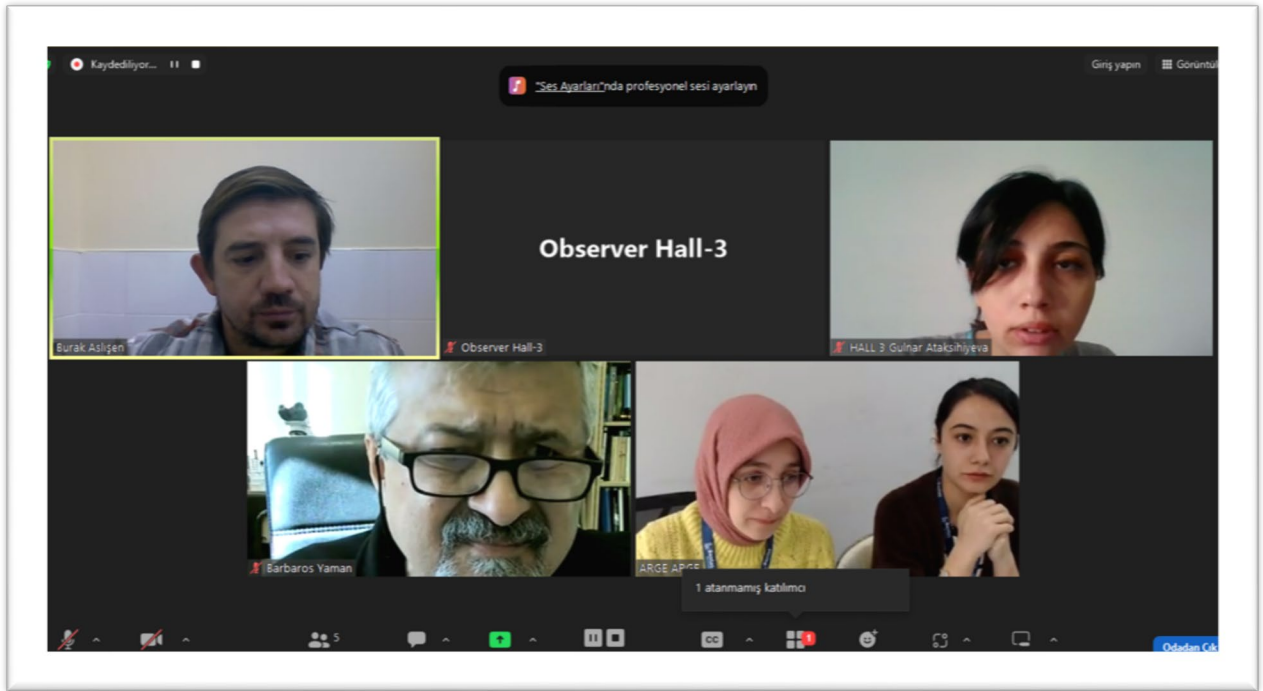 Kaydediliyor...
Giriş yapın
Görüntül
"Ses Ayarları"nda profesyonel sesi ayarlayın
Observer Hall-3
Burak Aslışen
Observer Hall-3
HALL 3 Gulnar Ataksihiyeva
Barbaros Yaman
ARGE ARGE
1 atanmamış katılımcı
5
CC
1
Odadan Çık